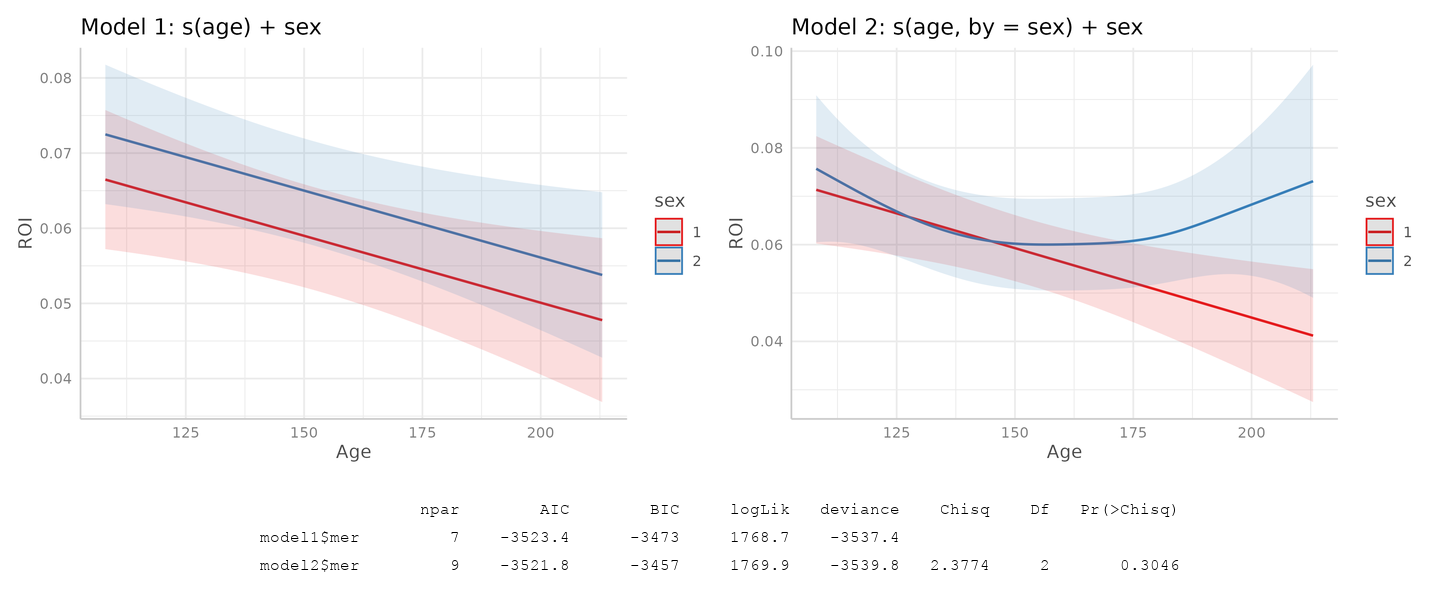 Model 1: s(age) + sex
0.08
0.07
0.06
0.05
0.04
ROI
125 150 175 200
Age
sex
1
2
Model 2: s(age, by = sex) + sex
0.10
0.08
0.06
0.04
ROI
125 150 175 200
Age
sex
1
2
npar AIC BIC logLik deviance Chisq Df Pr(>Chisq)
model1$mer 7 -3523.4 -3473 1768.7 -3537.4
model2$mer 9 -3521.8 -3457 1769.9 -3539.8 2.3774 2 0.3046